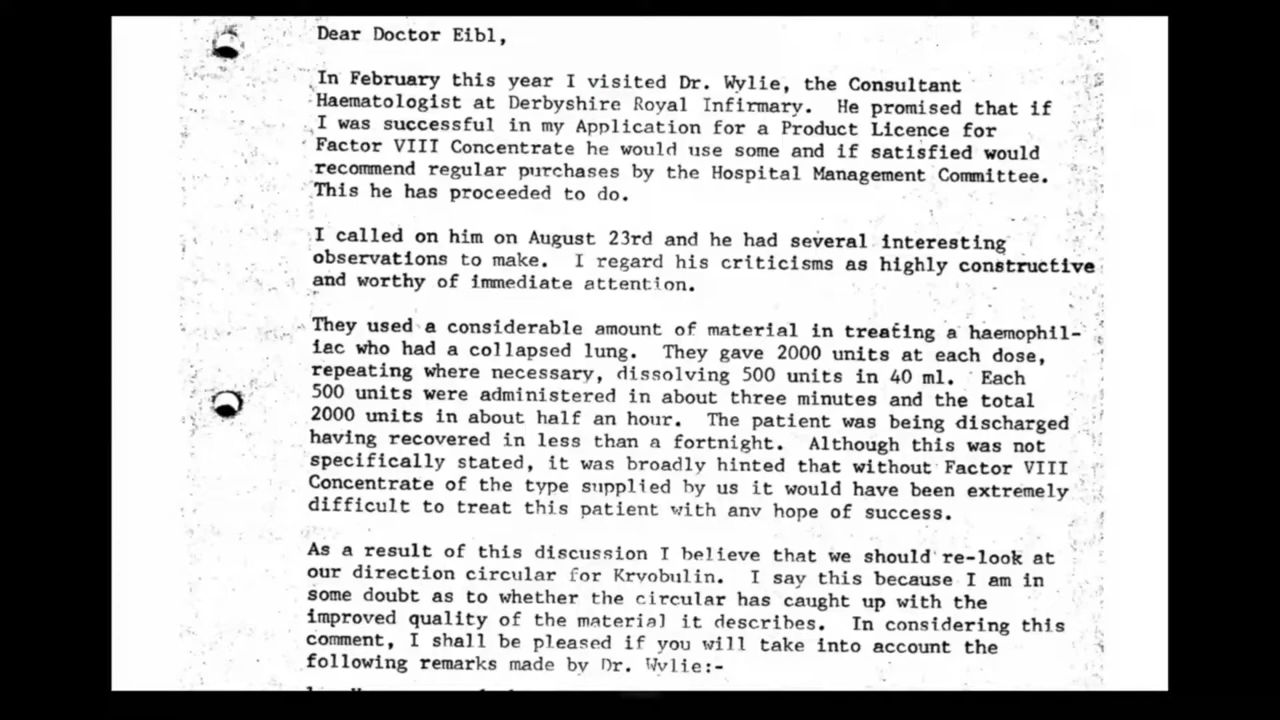 Dear Doctor Eibl,
In February this year I visited Dr. Wylie, the Consultant
Haematologist at Derbyshire Royal Infirmary. He promised that if
I was successful in my Application for a Product Licence for
Factor VIII Concentrate he would use some and if satisfied would
recommend regular purchases by the Hospital Management Committee.
This he has proceeded to do.
I called on him on August 23rd and he had several interesting
observations to make. I regard his criticisms as highly constructive
and worthy of immediate attention.
They used a considerable amount of material in treating a haemophil-
iac who had a collapsed lung. They gave 2000 units at each dose,
repeating where necessary, dissolving 500 units in 40 ml. Each
500 units were administered in about three minutes and the total
2000 units in about half an hour. The patient was being discharged
having recovered in less than a fortnight. Although this was not
specifically stated, it was broadly hinted that without Factor VIII
Concentrate of the type supplied by us it would have been extremely
difficult to treat this patient with any hope of success.
As a result of this discussion I believe that we should re-look at
our direction circular for Kryobulin. I say this because I am in
some doubt as to whether the circular has caught up with the
improved quality of the material it describes. In considering this
comment, I shall be pleased if you will take into account the
following remarks made by Dr. Wylie:-